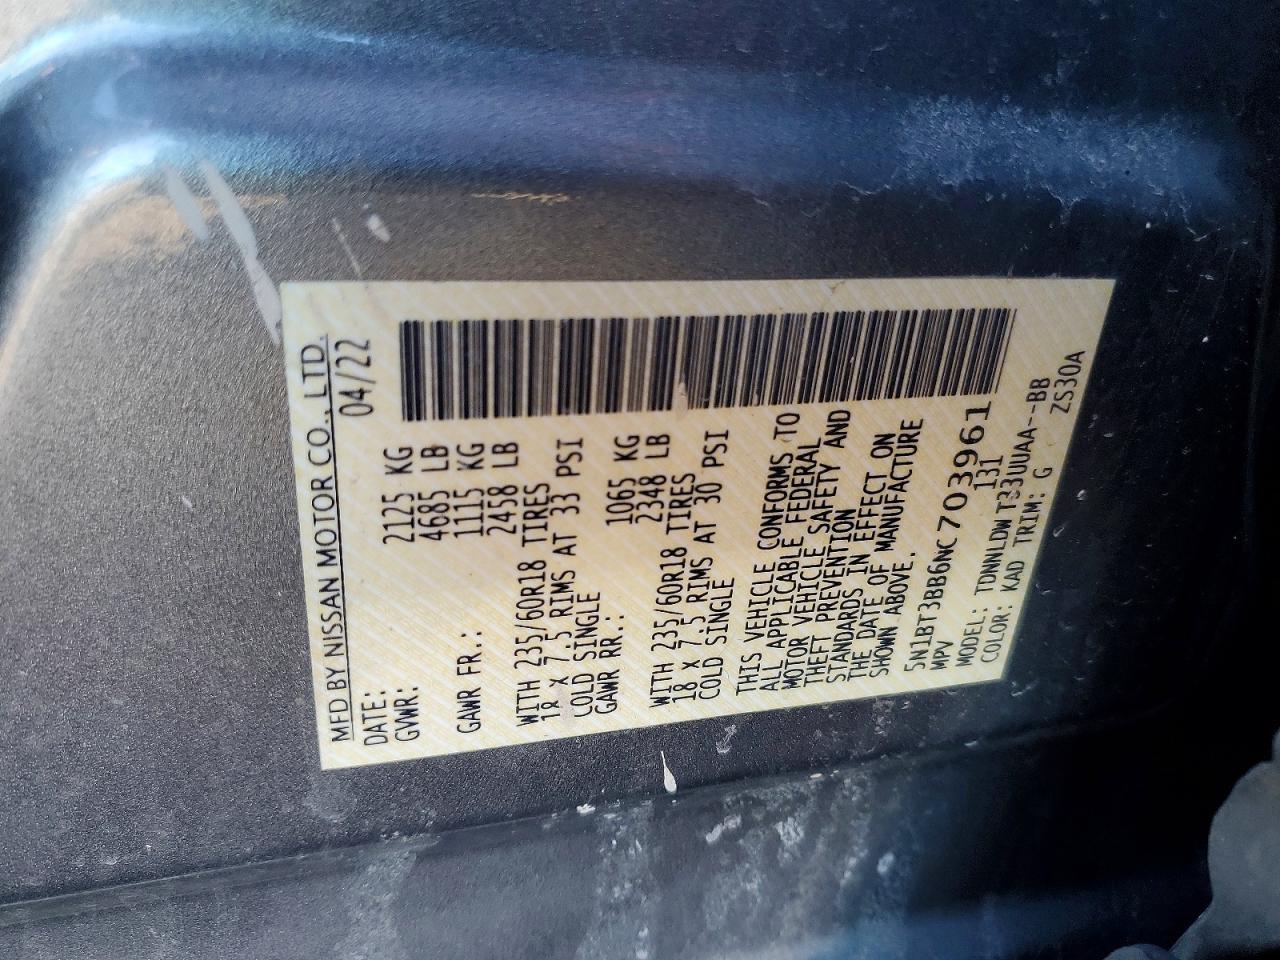 MFD BY NISSAN MOTOR CO., LTD.
DATE: 04/22
GVWR: 2125 KG
4685 LB
GAWR FR.: 1115 KG
2458 LB
WITH 235/60R18 TIRES
18 x 7.5 RIMS AT 33 PSI
COLD SINGLE
GAWR RR.: 1065 KG
2348 LB
WITH 235/60R18 TIRES
18 x 7.5 RIMS AT 30 PSI
COLD SINGLE
THIS VEHICLE CONFORMS TO
ALL APPLICABLE FEDERAL
MOTOR VEHICLE SAFETY AND
THEFT PREVENTION
STANDARDS IN EFFECT ON
THE DATE OF MANUFACTURE
SHOWN ABOVE.
5N1BT3BB6NC703961
MPV 131
MODEL: TDNNLDW T33UUAA--BB
COLOR: KAD TRIM: G ZS30A